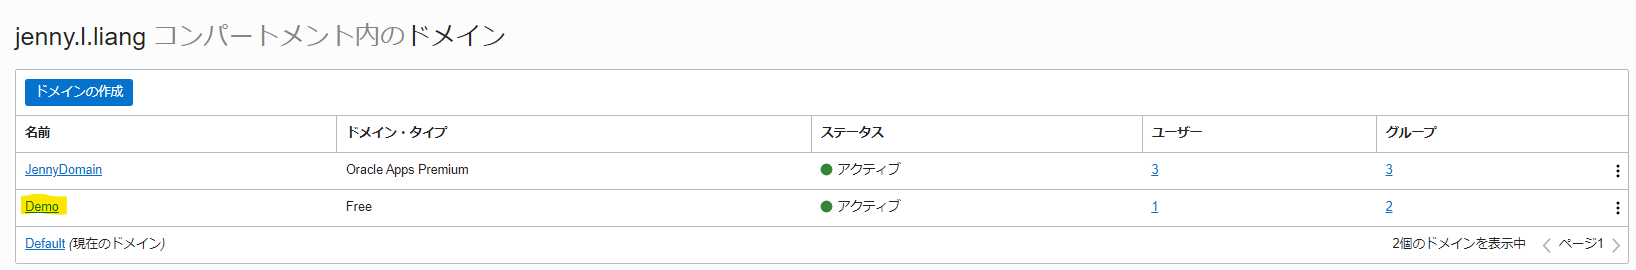 jenny.l.liang コンパートメント内のドメイン
ドメインの作成
名前 ドメイン・タイプ ステータス ユーザー グループ
JennyDomain Oracle Apps Premium アクティブ 3 3
Demo Free アクティブ 1 2
Default (現在のドメイン) 2個のドメインを表示中 ページ1